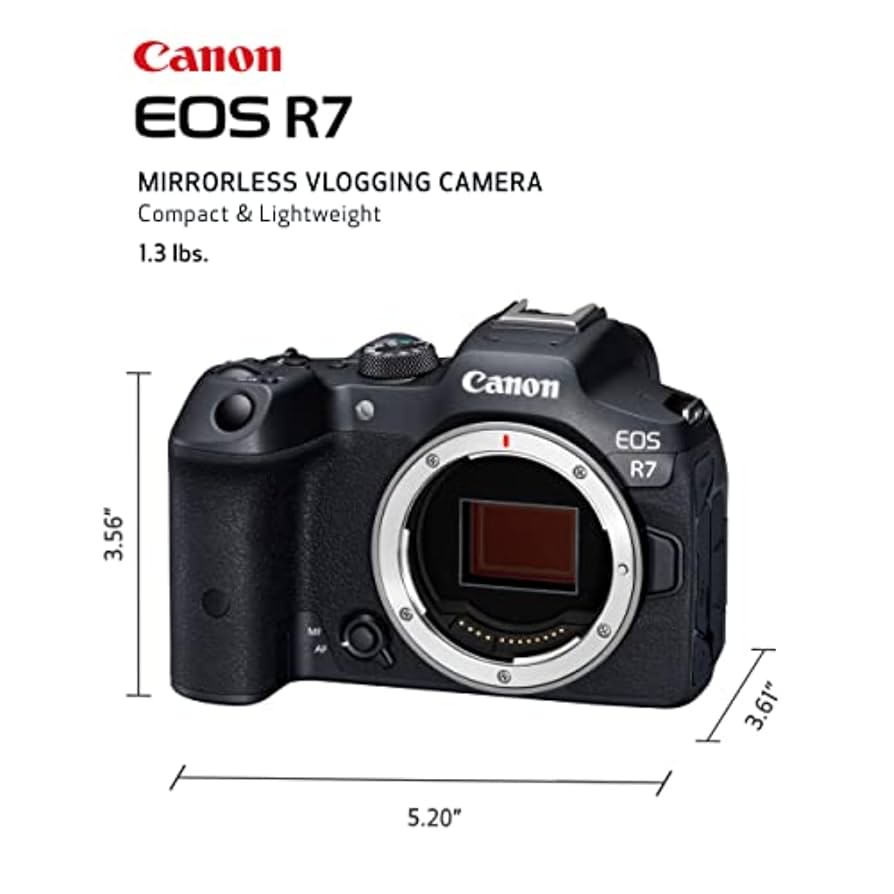 Canon
EOS R7
MIRRORLESS VLOGGING CAMERA
Compact & Lightweight
1.3 lbs.
Canon
EOS
R7
3.56”
MF
AF
3.61”
5.20”